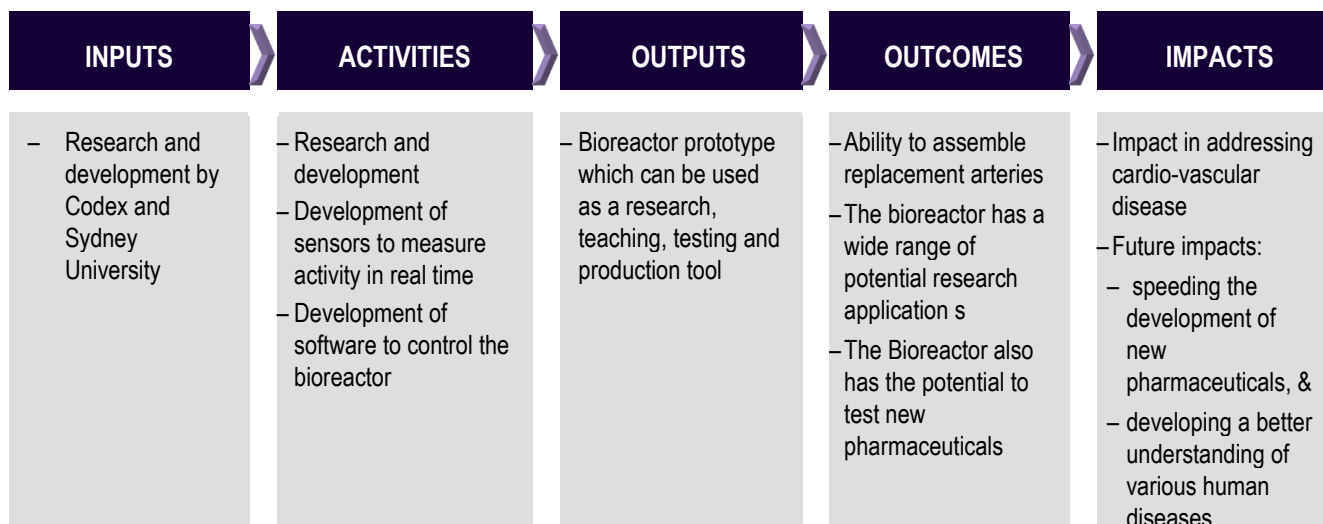 INPUTS
ACTIVITIES
OUTPUTS
OUTCOMES
IMPACTS
– Research and
development by
Codex and
Sydney
University
– Research and
development
– Development of
sensors to measure
activity in real time
– Development of
software to control the
bioreactor
– Bioreactor prototype
which can be used
as a research,
teaching, testing and
production tool
– Ability to assemble
replacement arteries
– The bioreactor has a
wide range of
potential research
application s
– The Bioreactor also
has the potential to
test new
pharmaceuticals
– Impact in addressing
cardio-vascular
disease
– Future impacts:
– speeding the
development of
new
pharmaceuticals, &
– developing a better
understanding of
various human
diseases